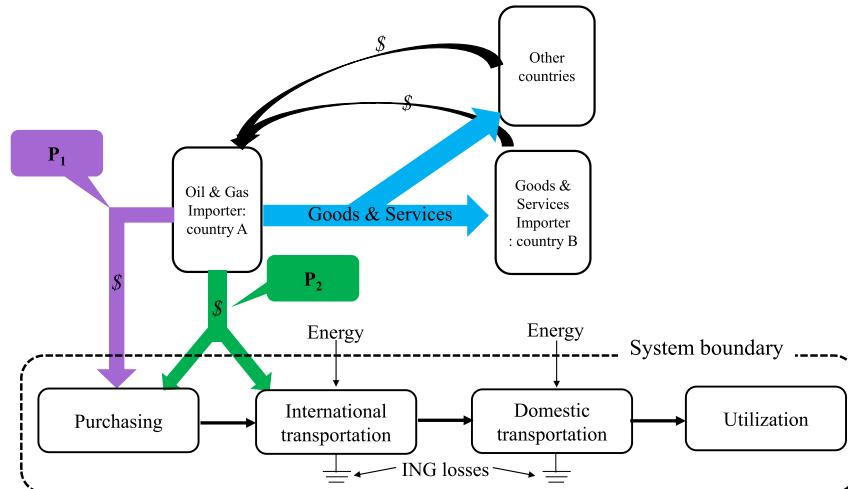 $
Other
countries
$
P1
Oil & Gas
Importer:
country A
Goods & Services
Goods &
Services
Importer
: country B
$
$
P2
Energy
Energy
System boundary
Purchasing
International
transportation
Domestic
transportation
Utilization
ING losses